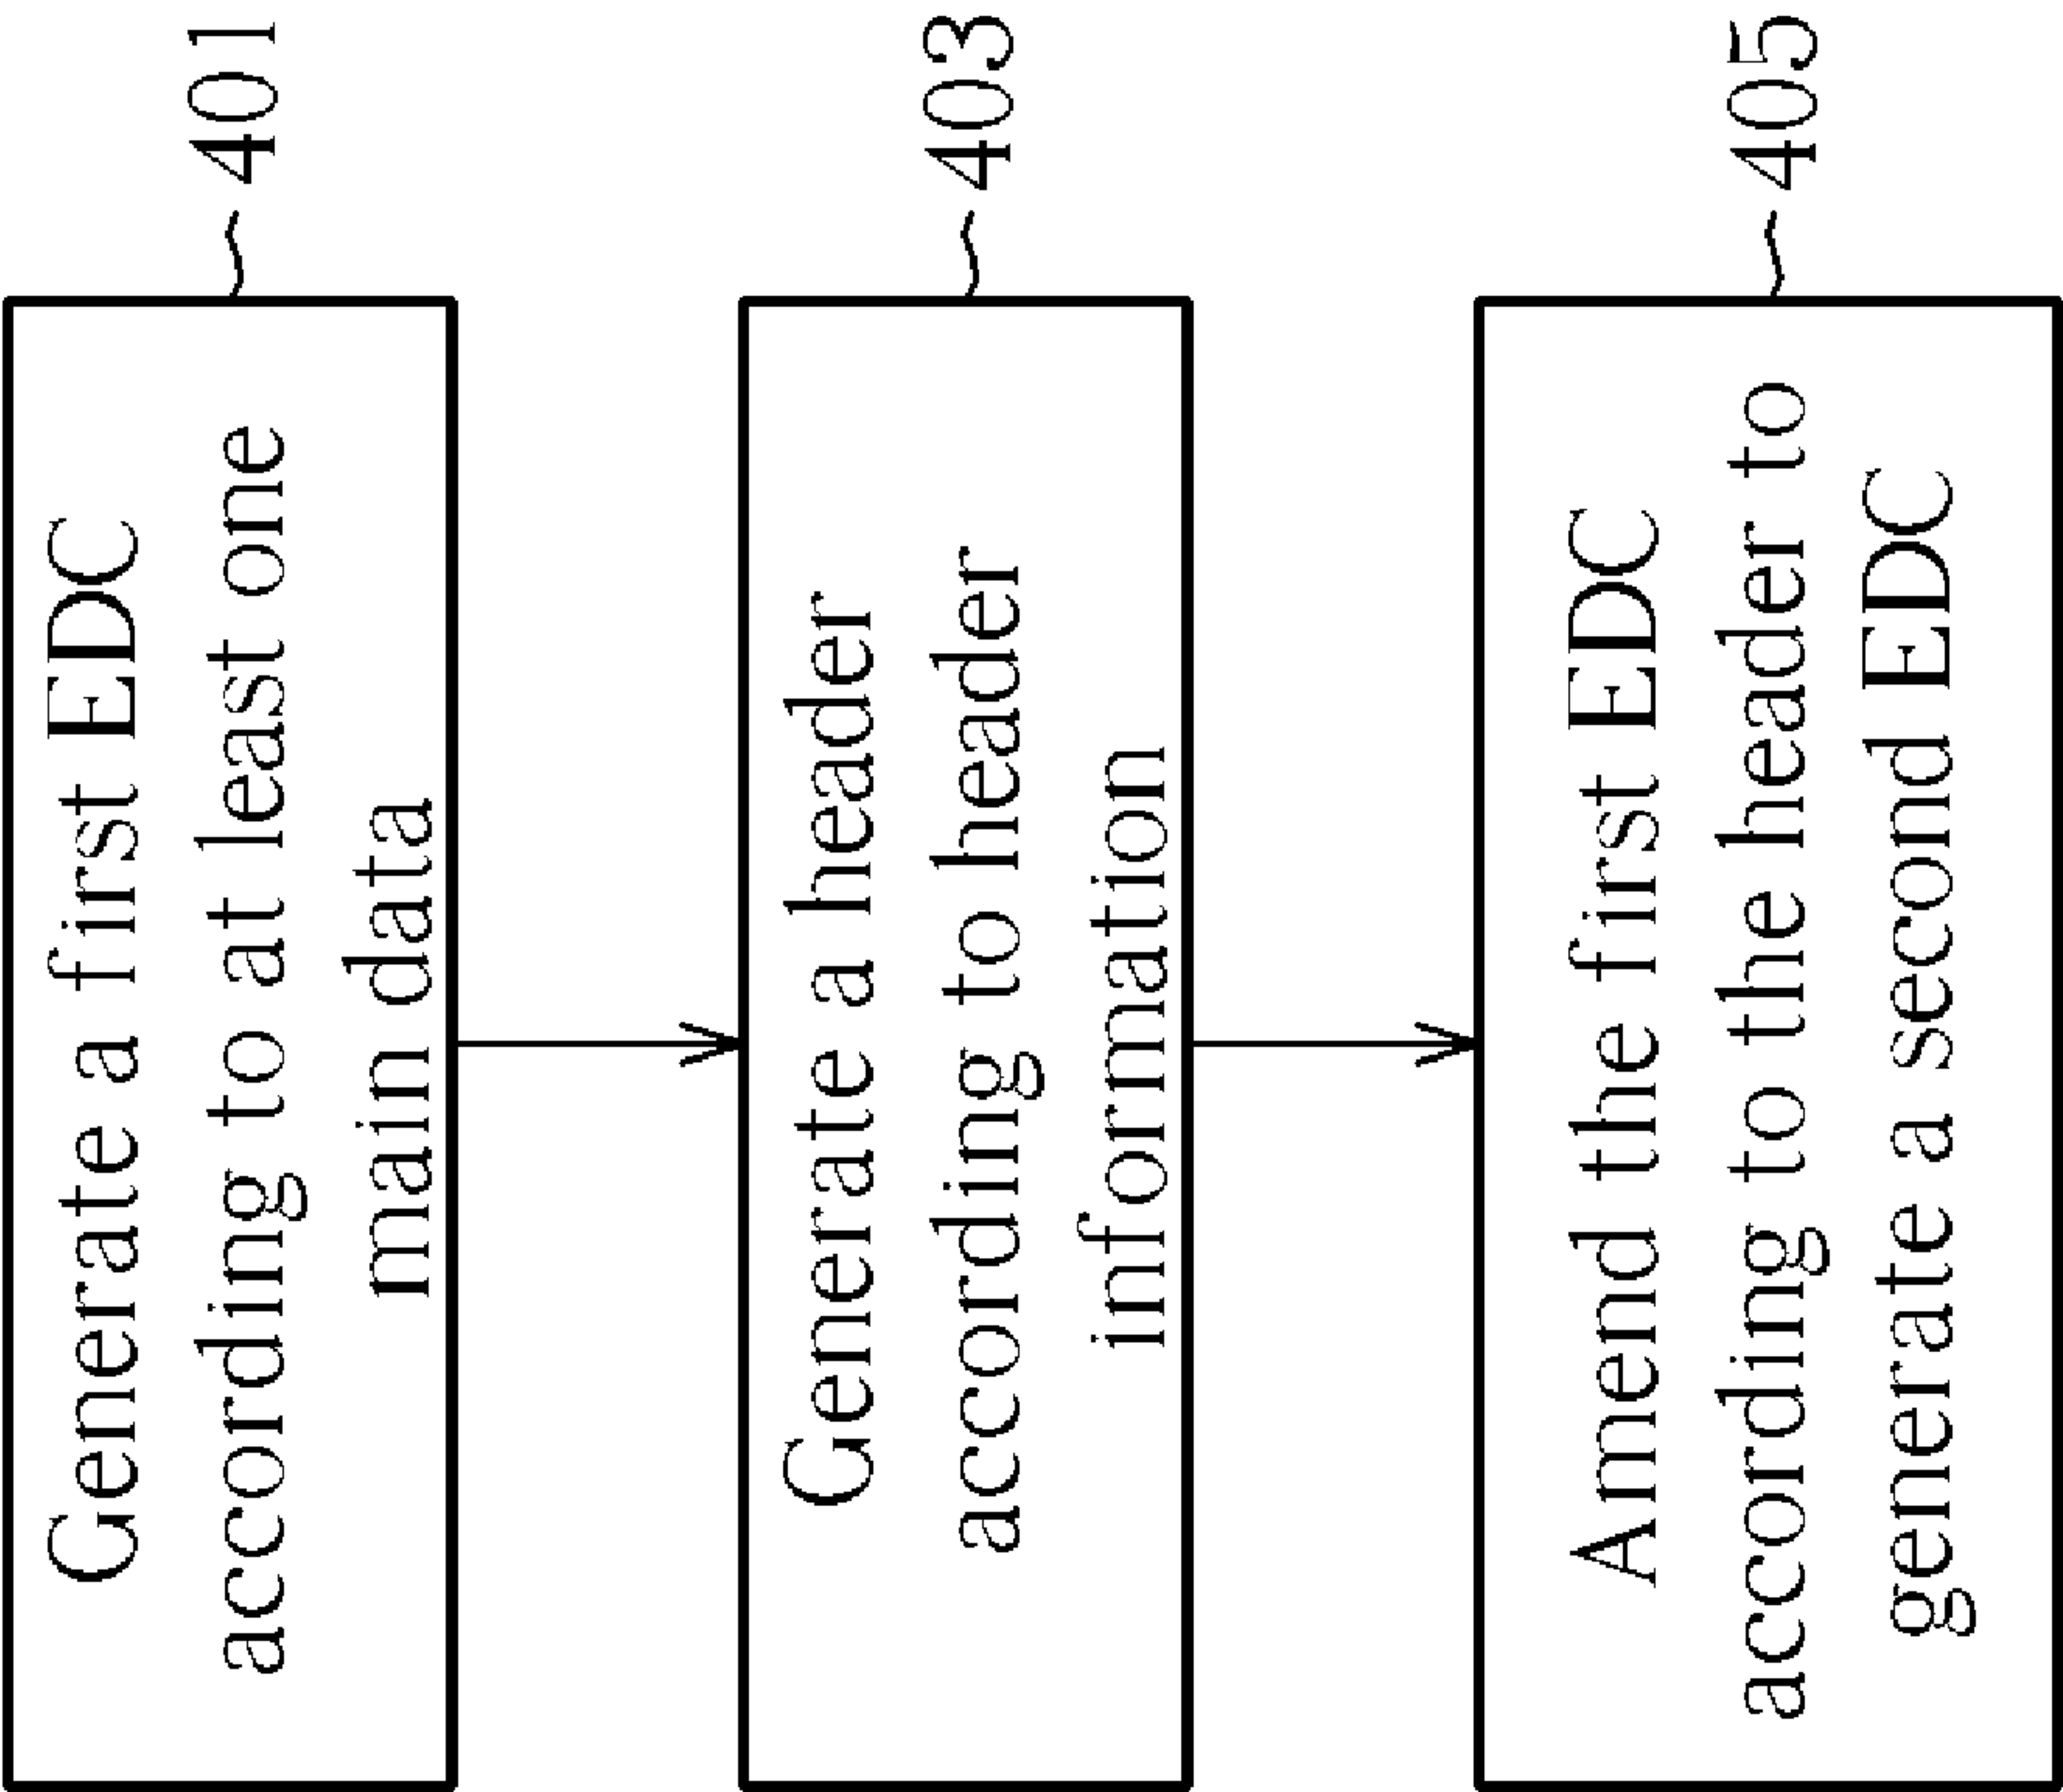 Generate a first EDC
according to at least one
main data
401
Generate a header
according to header
information
403
Amend the first EDC
according to the header to
generate a second EDC
405